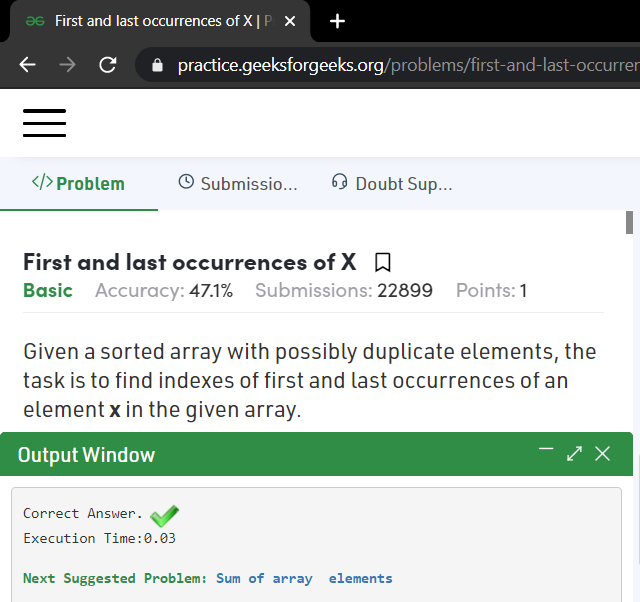 First and last occurrences of X | P
practice.geeksforgeeks.org/problems/first-and-last-occurren
</> Problem
Submissio...
Doubt Sup...
First and last occurrences of X
Basic Accuracy: 47.1% Submissions: 22899 Points: 1
Given a sorted array with possibly duplicate elements, the
task is to find indexes of first and last occurrences of an
element x in the given array.
Output Window
Correct Answer.
Execution Time:0.03
Next Suggested Problem: Sum of array elements